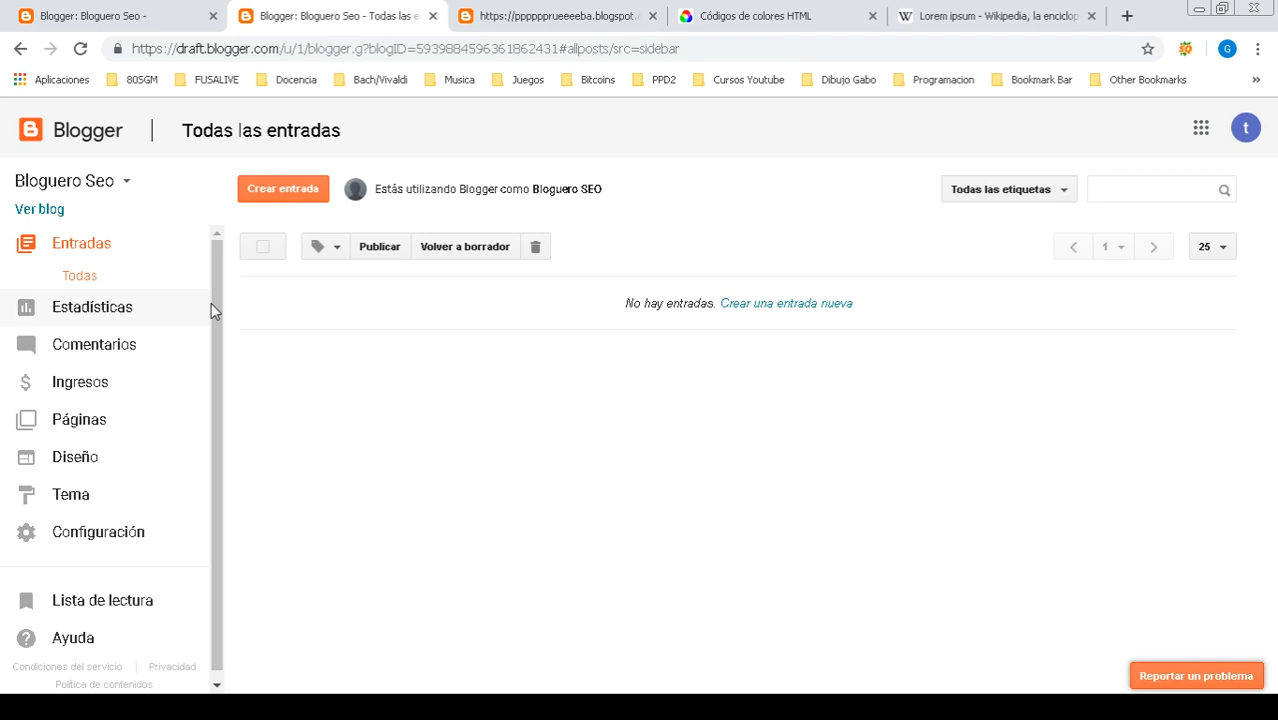 Blogger: Bloguero Seo -
Blogger: Bloguero Seo - Todas las e
https://ppppppprueeeeba.blogspot.c
Códigos de colores HTML
Lorem ipsum - Wikipedia, la enciclop
https://draft.blogger.com/u/1/blogger.g?blogID=5939884596361862431#allposts/src=sidebar
G
Aplicaciones
80SGM
FUSALIVE
Docencia
Bach/Vivaldi
Musica
Juegos
Bitcoins
PPD2
Cursos Youtube
Dibujo Gabo
Programacion
Bookmark Bar
Other Bookmarks
Blogger
Todas las entradas
t
Bloguero Seo
Ver blog
Crear entrada
Estás utilizando Blogger como Bloguero SEO
Todas las etiquetas
Entradas
Todas
Publicar
Volver a borrador
1
25
No hay entradas. Crear una entrada nueva
Estadísticas
Comentarios
Ingresos
Páginas
Diseño
Tema
Configuración
Lista de lectura
Ayuda
Condiciones del servicio
Privacidad
Política de contenidos
Reportar un problema